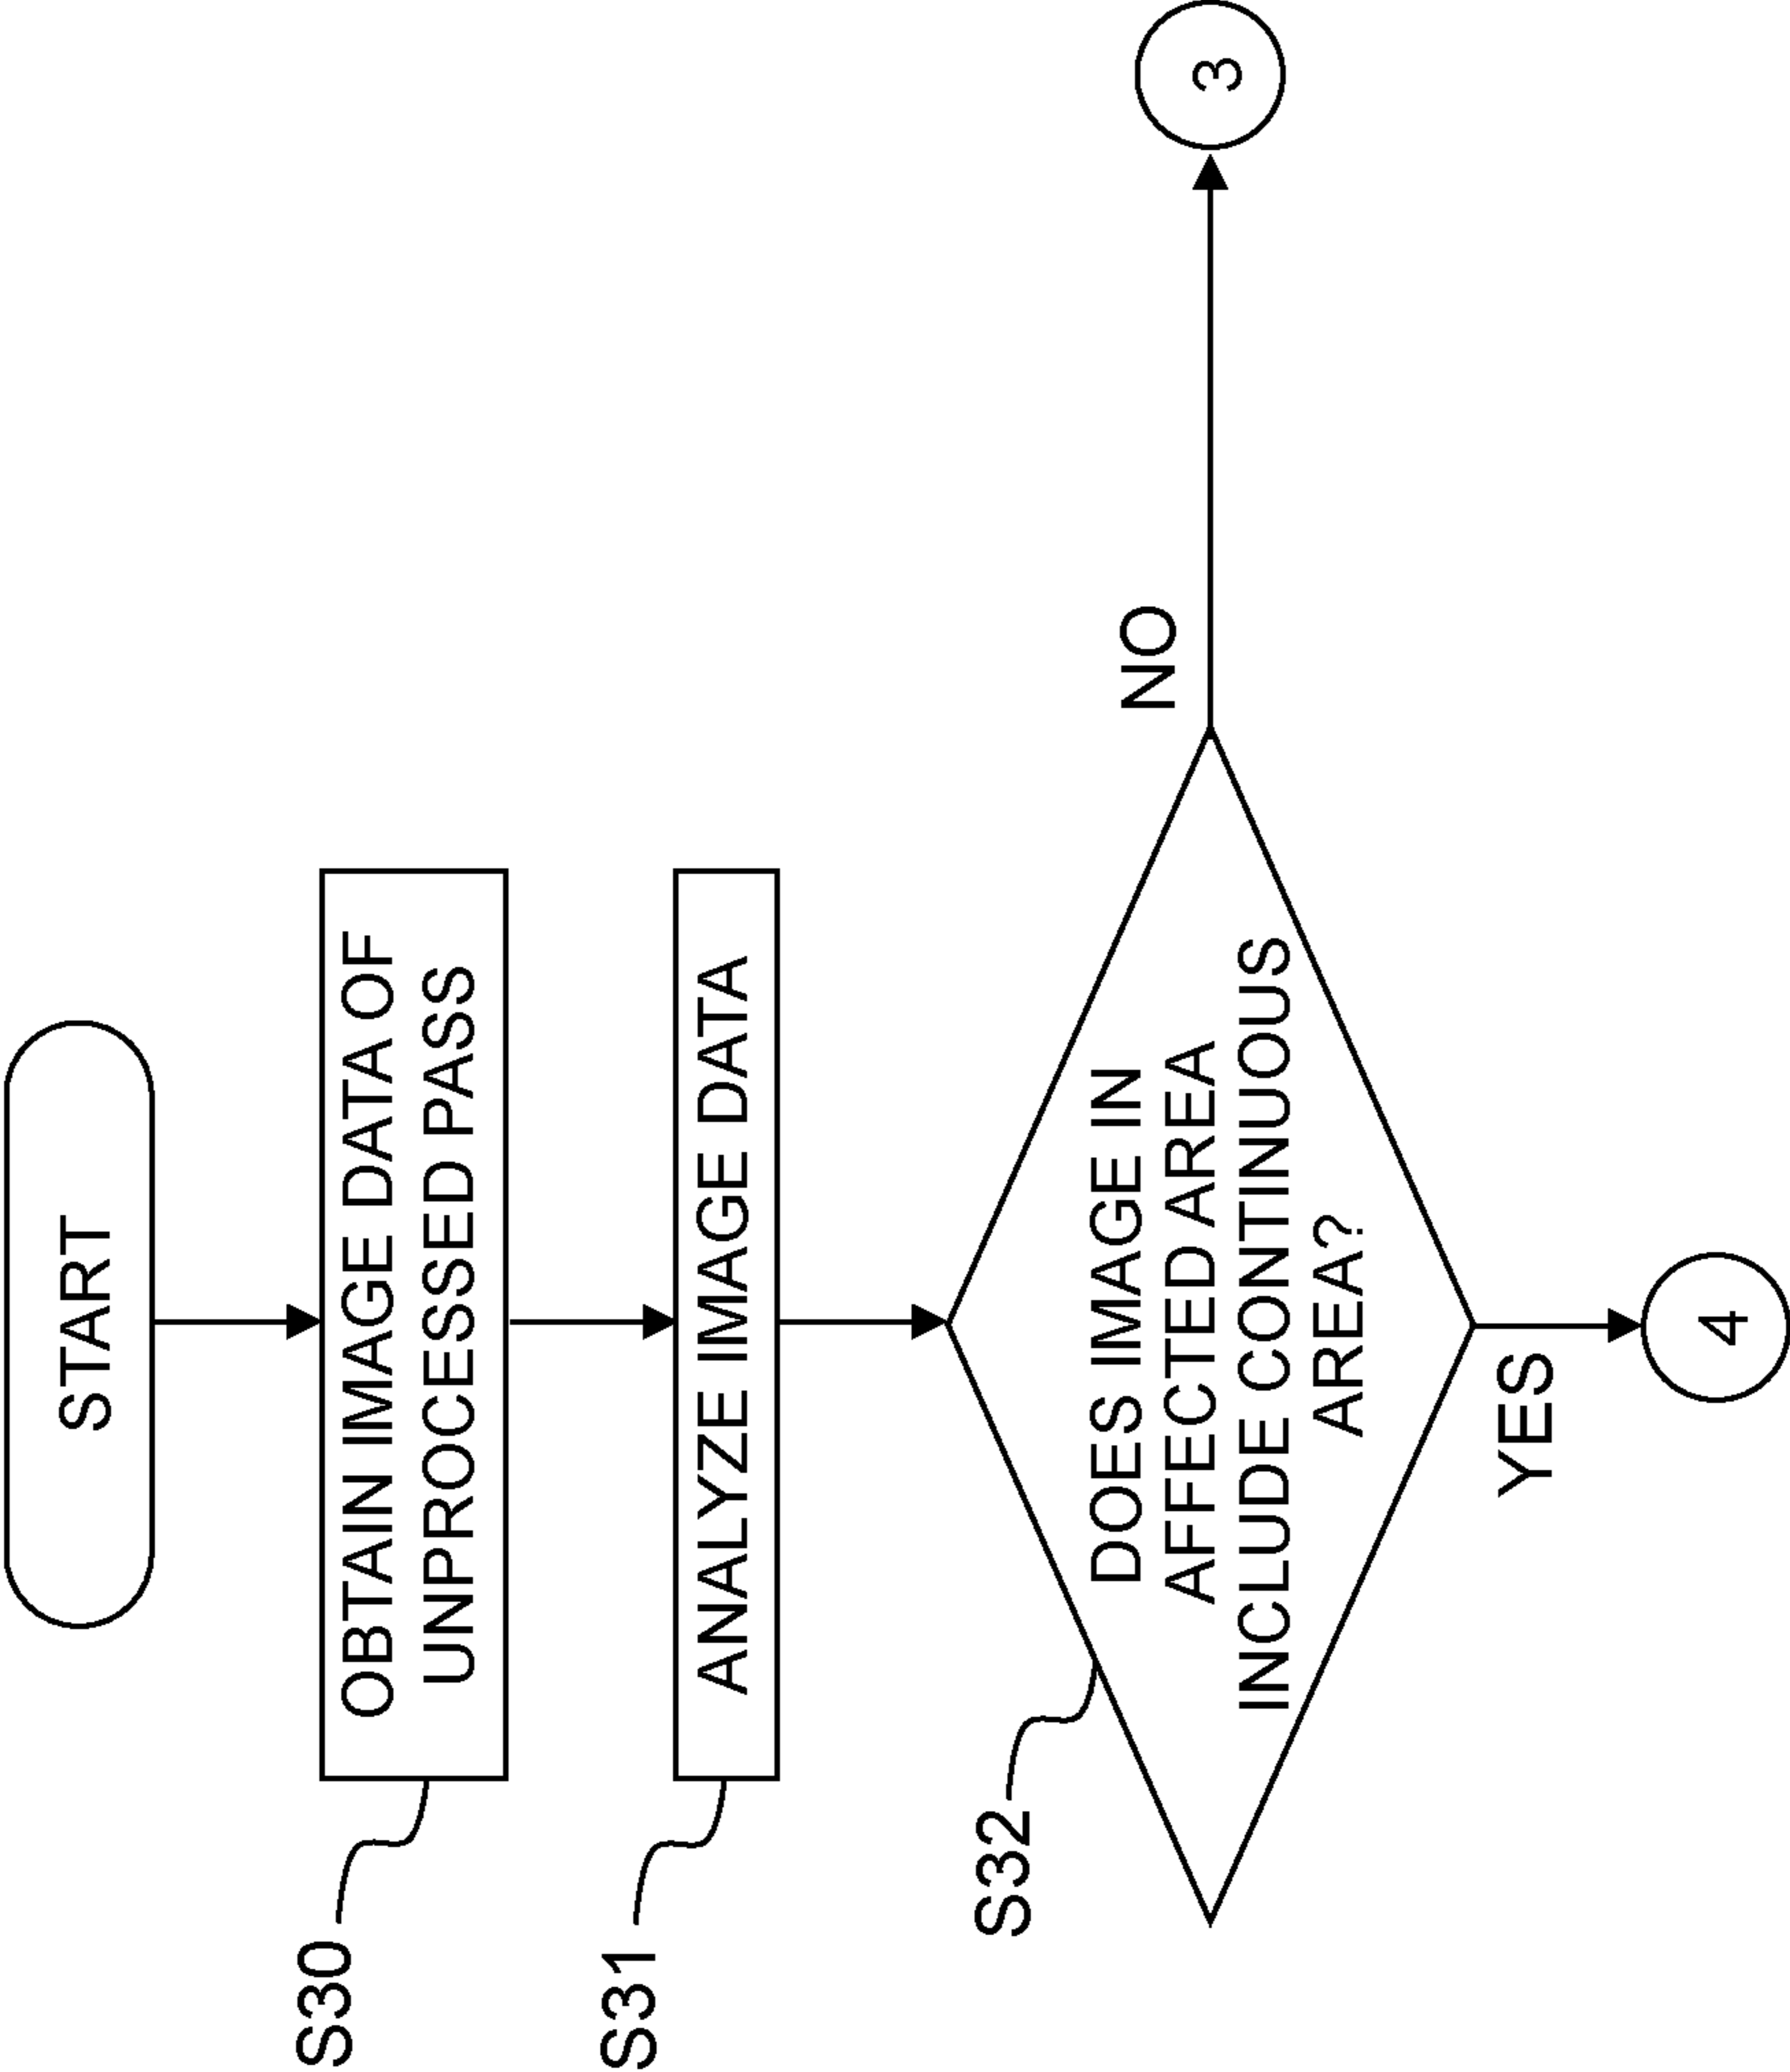 START
S30
OBTAIN IMAGE DATA OF
UNPROCESSED PASS
S31
ANALYZE IMAGE DATA
S32
DOES IMAGE IN
AFFECTED AREA
INCLUDE CONTINUOUS
AREA?
NO
3
YES
4